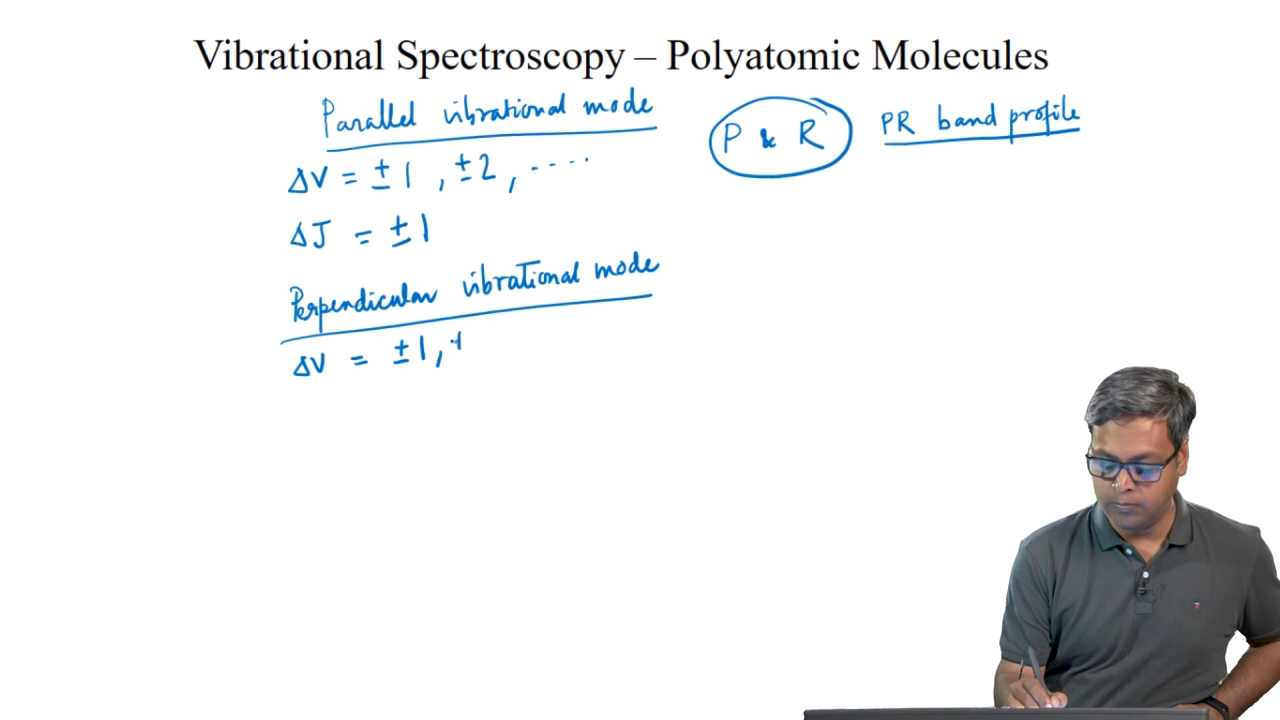 Vibrational Spectroscopy – Polyatomic Molecules
Parallel vibrational mode
P & R
PR band profile
ΔV = ±1, ±2, ....
ΔJ = ±1
Perpendicular vibrational mode
ΔV = ±1, +